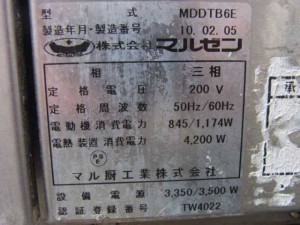 型 式 MDDTB6E
製造年月・製造番号 10.02.05
株式会社 マルゼン
相 三相
定格電圧 200 V
定格周波数 50Hz/60Hz
電動機消費電力 845/1,174W
電熱装置消費電力 4,200 W
PS
E
マル厨工業株式会社
設備電源 3,350/3,500 W
認証登録番号 TW4022
承